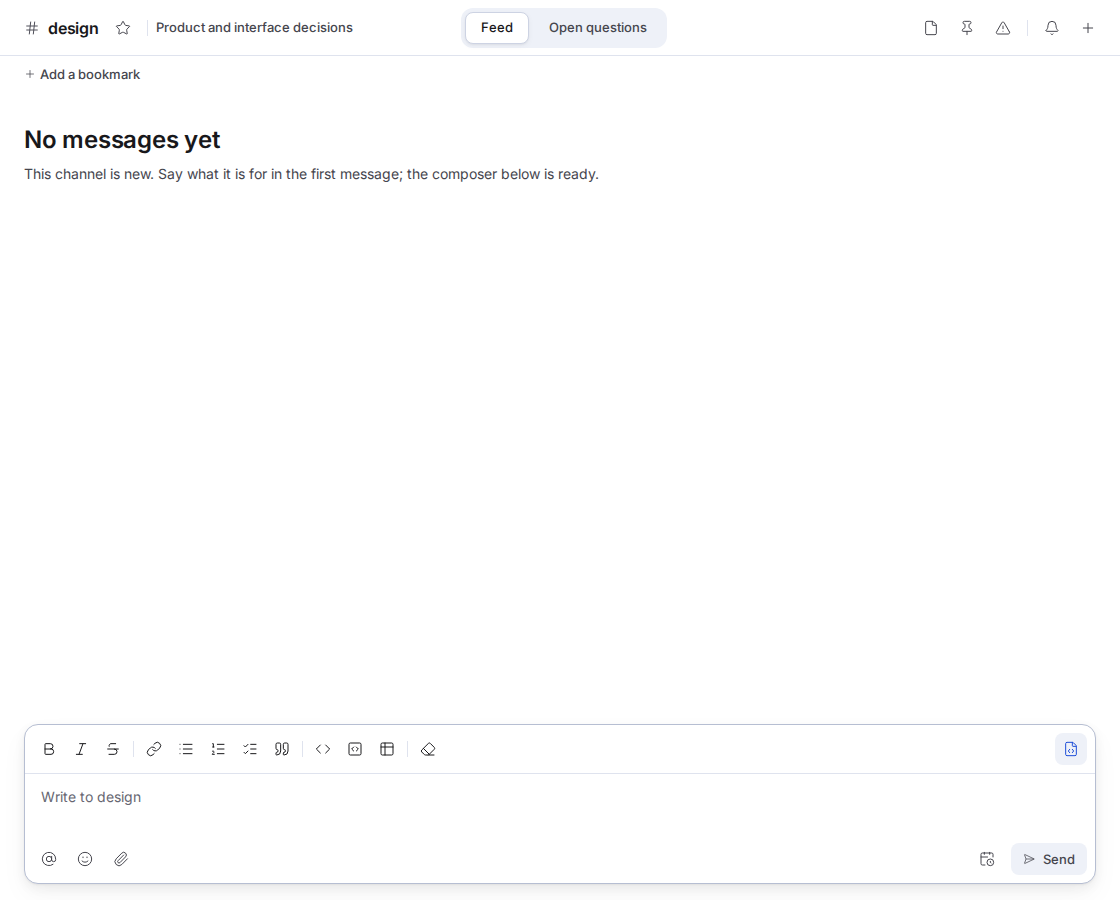 # design
Product and interface decisions
Feed
Open questions
+ Add a bookmark
No messages yet
This channel is new. Say what it is for in the first message; the composer below is ready.
Write to design
Send